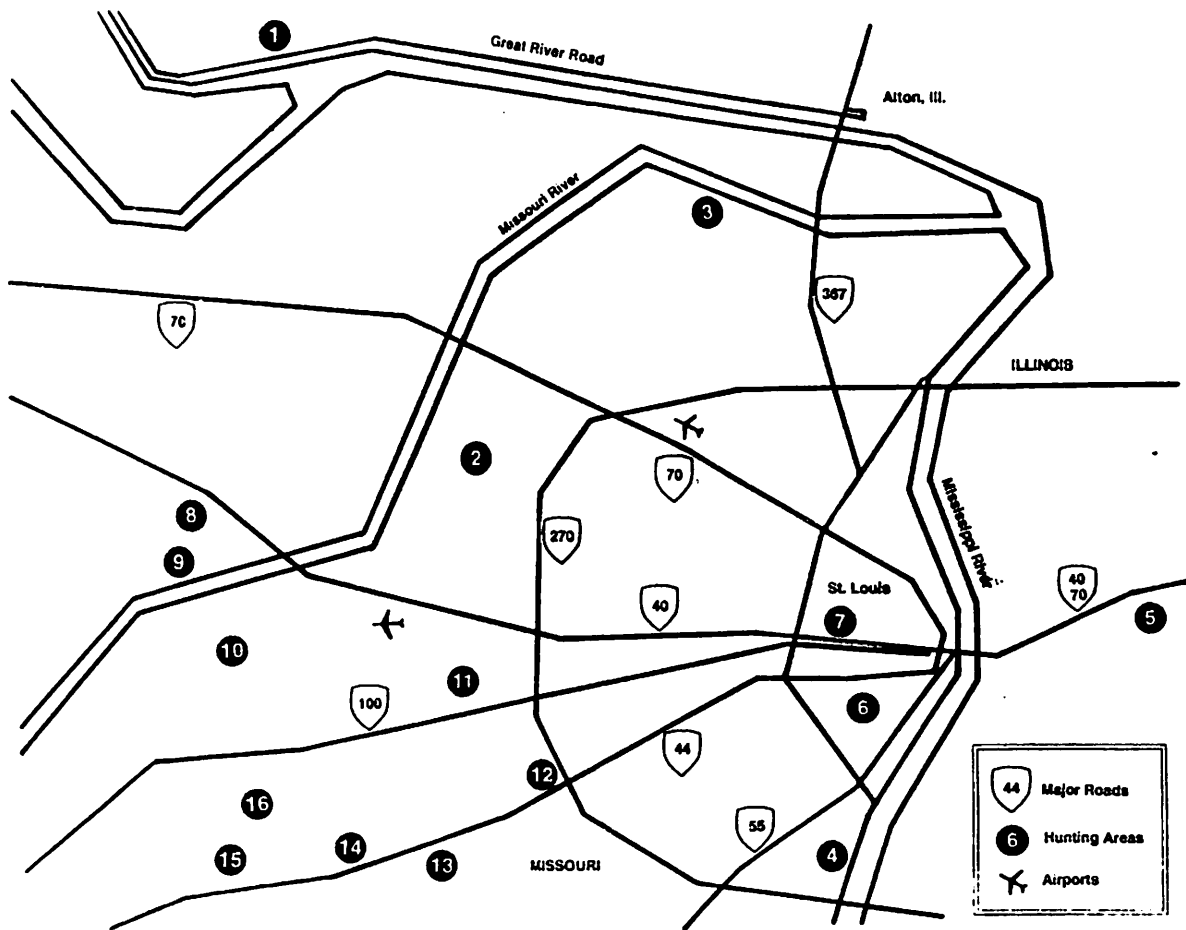 1
Great River Road
Alton, Ill.
Missouri River
3
367
70
ILLINOIS
2
70
Mississippi River
8
270
9
40
St. Louis
7
40
70
5
10
11
100
6
44
12
16
55
44 Major Roads
14
15
13
MISSOURI
4
6 Hunting Areas
Airports